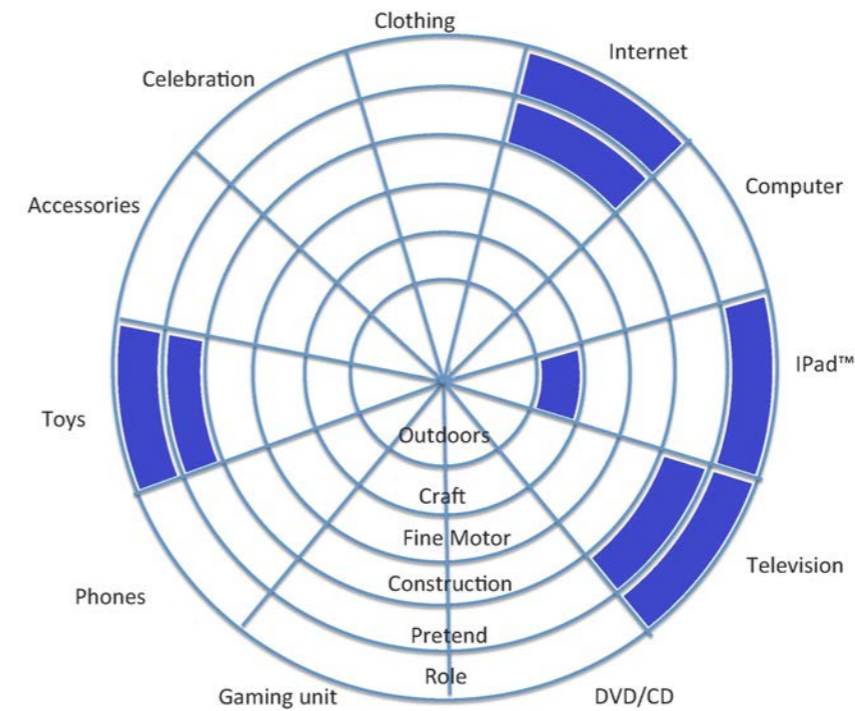 Clothing
Internet
Celebration
Computer
Accessories
IPad™
Toys
Outdoors
Craft
Fine Motor
Television
Construction
Phones
Pretend
Role
Gaming unit
DVD/CD